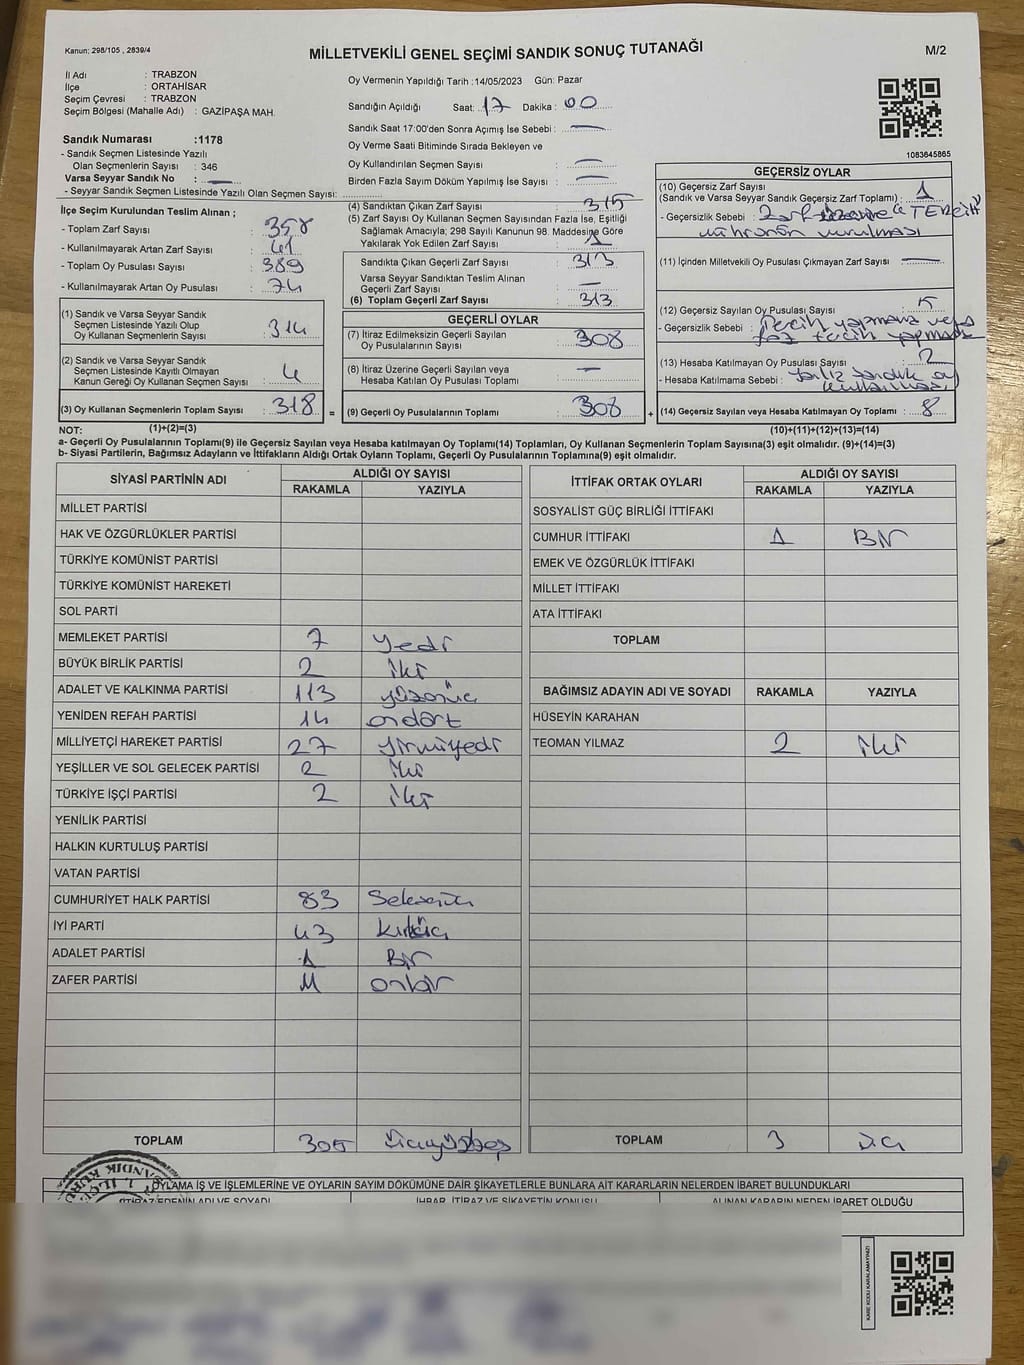 Kanun: 298/105 , 2839/4
MİLLETVEKİLİ GENEL SEÇİMİ SANDIK SONUÇ TUTANAĞI
M/2
İl Adı : TRABZON
İlçe : ORTAHİSAR
Seçim Çevresi : TRABZON
Seçim Bölgesi (Mahalle Adı) : GAZİPAŞA MAH.
Sandık Numarası :1178
- Sandık Seçmen Listesinde Yazılı
Olan Seçmenlerin Sayısı : 346
Varsa Seyyar Sandık No : —
- Seyyar Sandık Seçmen Listesinde Yazılı Olan Seçmen Sayısı:
Oy Vermenin Yapıldığı Tarih :14/05/2023 Gün: Pazar
Sandığın Açıldığı Saat: 17 Dakika : 00
Sandık Saat 17:00'den Sonra Açımış İse Sebebi : —
Oy Verme Saati Bitiminde Sırada Bekleyen ve
Oy Kullandırılan Seçmen Sayısı : —
Birden Fazla Sayım Döküm Yapılmış İse Sayısı : —
1083645865
İlçe Seçim Kurulundan Teslim Alınan ;
- Toplam Zarf Sayısı : 358
- Kullanılmayarak Artan Zarf Sayısı : 41
- Toplam Oy Pusulası Sayısı : 389
- Kullanılmayarak Artan Oy Pusulası : 74
(1) Sandık ve Varsa Seyyar Sandık
Seçmen Listesinde Yazılı Olup
Oy Kullanan Seçmenlerin Sayısı : 314
(2) Sandık ve Varsa Seyyar Sandık
Seçmen Listesinde Kayıtlı Olmayan
Kanun Gereği Oy Kullanan Seçmen Sayısı : 4
(3) Oy Kullanan Seçmenlerin Toplam Sayısı : 318 =
(4) Sandıktan Çıkan Zarf Sayısı : 315
(5) Zarf Sayısı Oy Kullanan Seçmen Sayısından Fazla İse, Eşitliği
Sağlamak Amacıyla; 298 Sayılı Kanunun 98. Maddesine Göre
Yakılarak Yok Edilen Zarf Sayısı : 1
Sandıkta Çıkan Geçerli Zarf Sayısı : 313
Varsa Seyyar Sandıktan Teslim Alınan
Geçerli Zarf Sayısı : —
(6) Toplam Geçerli Zarf Sayısı : 313
GEÇERLİ OYLAR
(7) İtiraz Edilmeksizin Geçerli Sayılan
Oy Pusulalarının Sayısı : 308
(8) İtiraz Üzerine Geçerli Sayılan veya
Hesaba Katılan Oy Pusulası Toplamı : —
(9) Geçerli Oy Pusulalarının Toplamı : 308 +
GEÇERSİZ OYLAR
(10) Geçersiz Zarf Sayısı
(Sandık ve Varsa Seyyar Sandık Geçersiz Zarf Toplamı) : 1
- Geçersizlik Sebebi : Zarf üzerine "TERCİH"
mührünün vurulması
(11) İçinden Milletvekili Oy Pusulası Çıkmayan Zarf Sayısı : —
(12) Geçersiz Sayılan Oy Pusulası Sayısı : 5
- Geçersizlik Sebebi : Tercih yapmama veya
faz tercih yapması
(13) Hesaba Katılmayan Oy Pusulası Sayısı : 2
- Hesaba Katılmama Sebebi : sandık oy
kullanması
(14) Geçersiz Sayılan veya Hesaba Katılmayan Oy Toplamı : 8
NOT: (1)+(2)=(3) (10)+(11)+(12)+(13)=(14)
a- Geçerli Oy Pusulalarının Toplamı(9) ile Geçersiz Sayılan veya Hesaba katılmayan Oy Toplamı(14) Toplamları, Oy Kullanan Seçmenlerin Toplam Sayısına(3) eşit olmalıdır. (9)+(14)=(3)
b- Siyasi Partilerin, Bağımsız Adayların ve İttifakların Aldığı Ortak Oyların Toplamı, Geçerli Oy Pusulalarının Toplamına(9) eşit olmalıdır.
SİYASİ PARTİNİN ADI ALDIĞI OY SAYISI
RAKAMLA YAZIYLA
MİLLET PARTİSİ
HAK VE ÖZGÜRLÜKLER PARTİSİ
TÜRKİYE KOMÜNİST PARTİSİ
TÜRKİYE KOMÜNİST HAREKETİ
SOL PARTİ
MEMLEKET PARTİSİ 7 Yedi
BÜYÜK BİRLİK PARTİSİ 2 iki
ADALET VE KALKINMA PARTİSİ 113 yüzonüç
YENİDEN REFAH PARTİSİ 14 ondört
MİLLİYETÇİ HAREKET PARTİSİ 27 yirmiyedi
YEŞİLLER VE SOL GELECEK PARTİSİ 2 iki
TÜRKİYE İŞÇİ PARTİSİ 2 iki
YENİLİK PARTİSİ
HALKIN KURTULUŞ PARTİSİ
VATAN PARTİSİ
CUMHURİYET HALK PARTİSİ 83 Seksenüç
İYİ PARTİ 43 kırküç
ADALET PARTİSİ 1 Bir
ZAFER PARTİSİ 11 onbir
TOPLAM 305 üçyüzbeş
İTTİFAK ORTAK OYLARI ALDIĞI OY SAYISI
RAKAMLA YAZIYLA
SOSYALİST GÜÇ BİRLİĞİ İTTİFAKI
CUMHUR İTTİFAKI 1 BİR
EMEK VE ÖZGÜRLÜK İTTİFAKI
MİLLET İTTİFAKI
ATA İTTİFAKI
TOPLAM
BAĞIMSIZ ADAYIN ADI VE SOYADI RAKAMLA YAZIYLA
HÜSEYİN KARAHAN
TEOMAN YILMAZ 2 iki
TOPLAM 3 üç
OYLAMA İŞ VE İŞLEMLERİNE VE OYLARIN SAYIM DÖKÜMÜNE DAİR ŞİKAYETLERLE BUNLARA AİT KARARLARIN NELERDEN İBARET BULUNDUKLARI
İTİRAZ EDENİN ADI VE SOYADI İHBAR, İTİRAZ VE ŞİKAYETİN KONUSU ALINAN KARARIN NEDEN İBARET OLDUĞU
KARE KODU KARALAMAYINIZ!